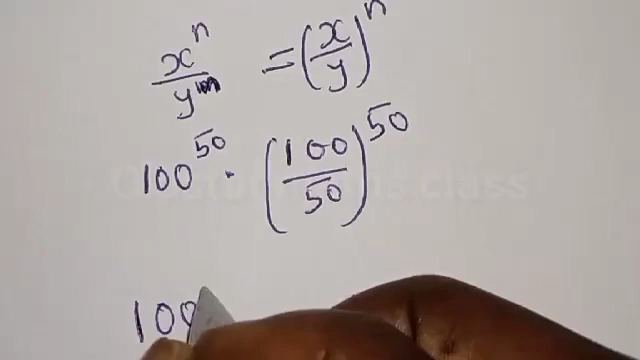 x^n / y^m = (x/y)^n
100^50 · (100/50)^50
100